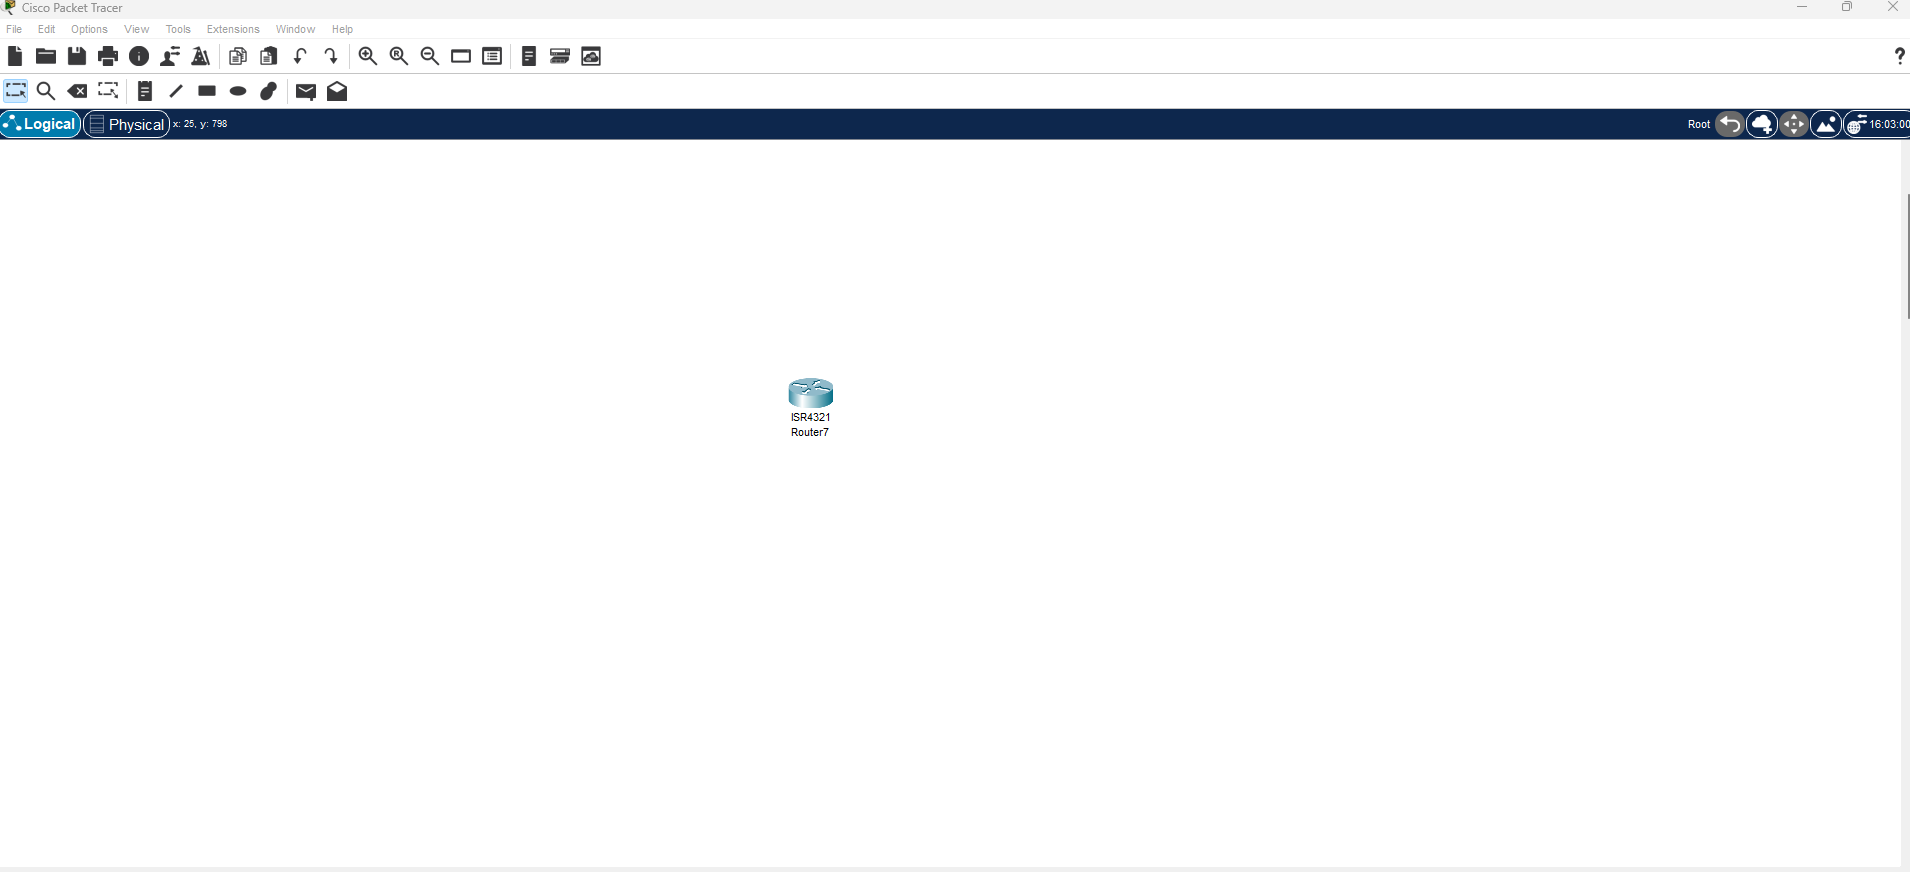 Cisco Packet Tracer
File Edit Options View Tools Extensions Window Help
?
Logical Physical x: 25, y: 798 Root 16:03:00
ISR4321
Router7